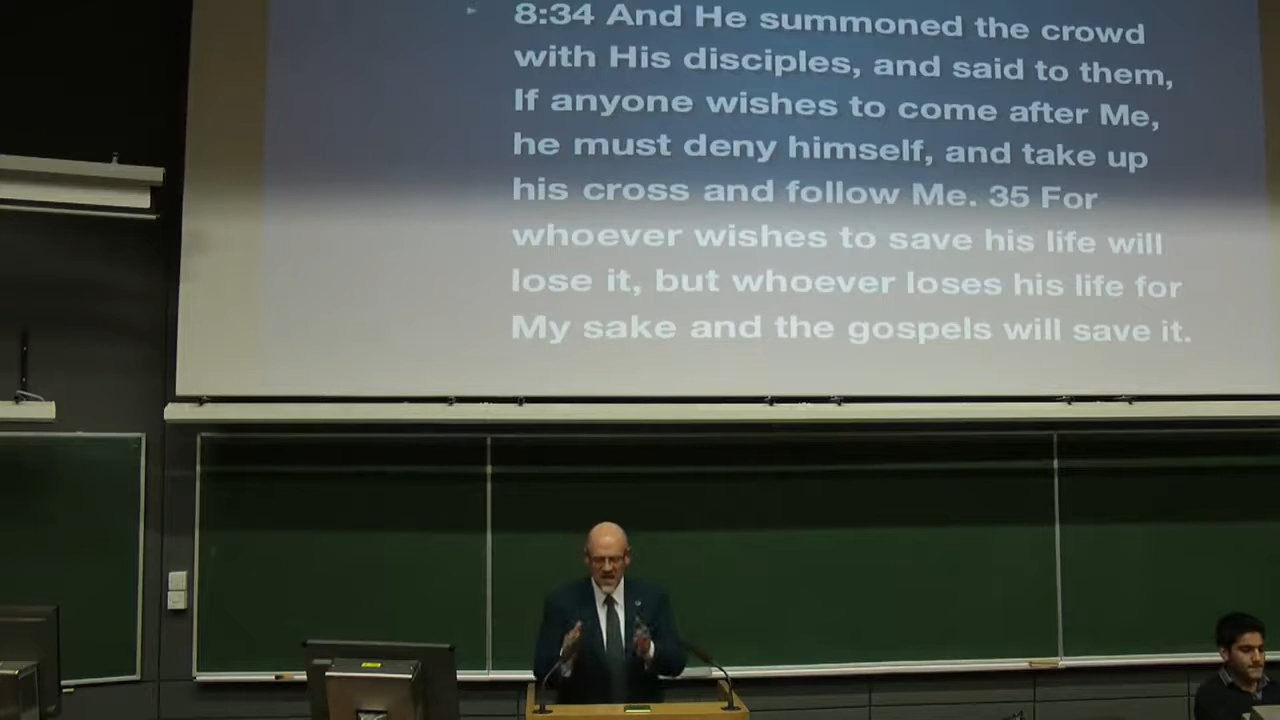 8:34 And He summoned the crowd
with His disciples, and said to them,
If anyone wishes to come after Me,
he must deny himself, and take up
his cross and follow Me. 35 For
whoever wishes to save his life will
lose it, but whoever loses his life for
My sake and the gospels will save it.